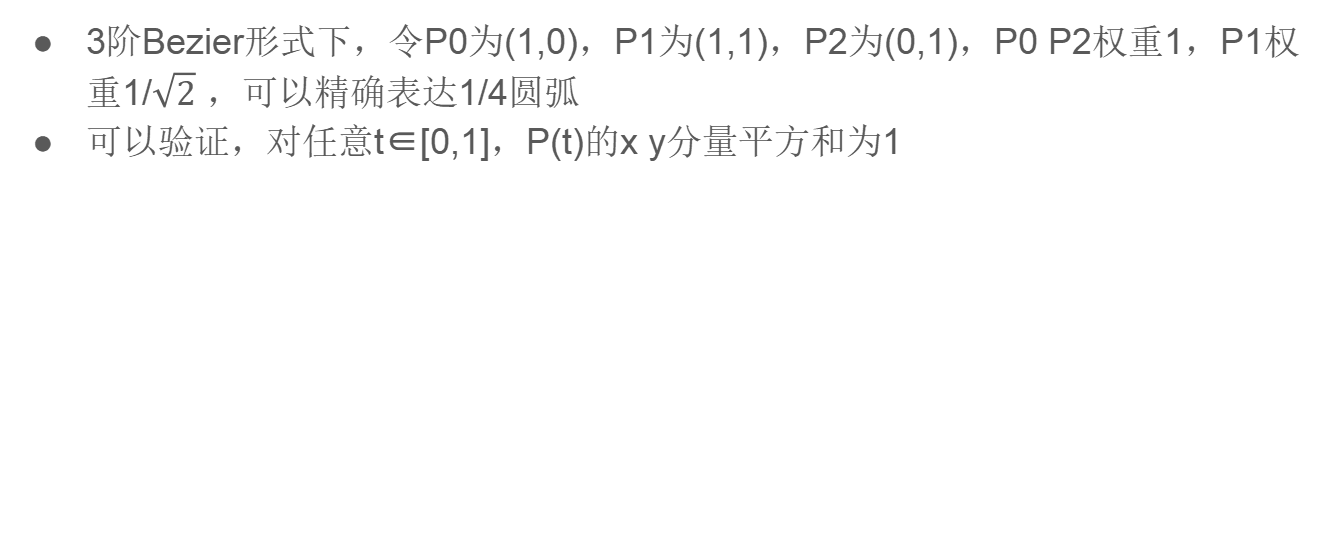 ● 3阶Bezier形式下，令P0为(1,0)，P1为(1,1)，P2为(0,1)，P0 P2权重1，P1权
重1/√2 ，可以精确表达1/4圆弧
● 可以验证，对任意t∈[0,1]，P(t)的x y分量平方和为1